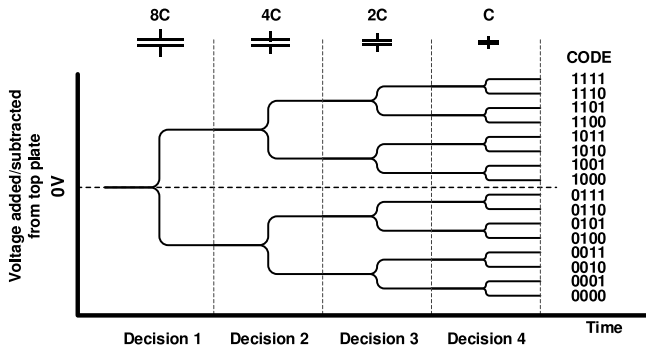 8C 4C 2C C
CODE
Voltage added/subtracted
from top plate
0V
1111
1110
1101
1100
1011
1010
1001
1000
0111
0110
0101
0100
0011
0010
0001
0000
Time
Decision 1 Decision 2 Decision 3 Decision 4